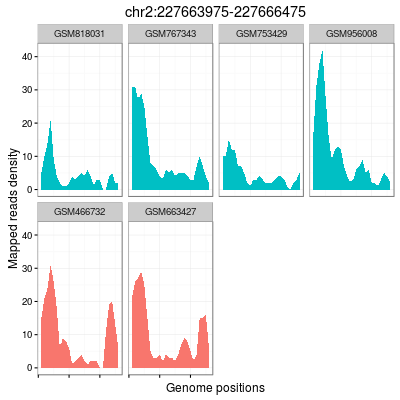 chr2:227663975-227666475
GSM818031 GSM767343 GSM753429 GSM956008
40
30
20
10
0
GSM466732 GSM663427
40
30
20
10
0
Mapped reads density
Genome positions